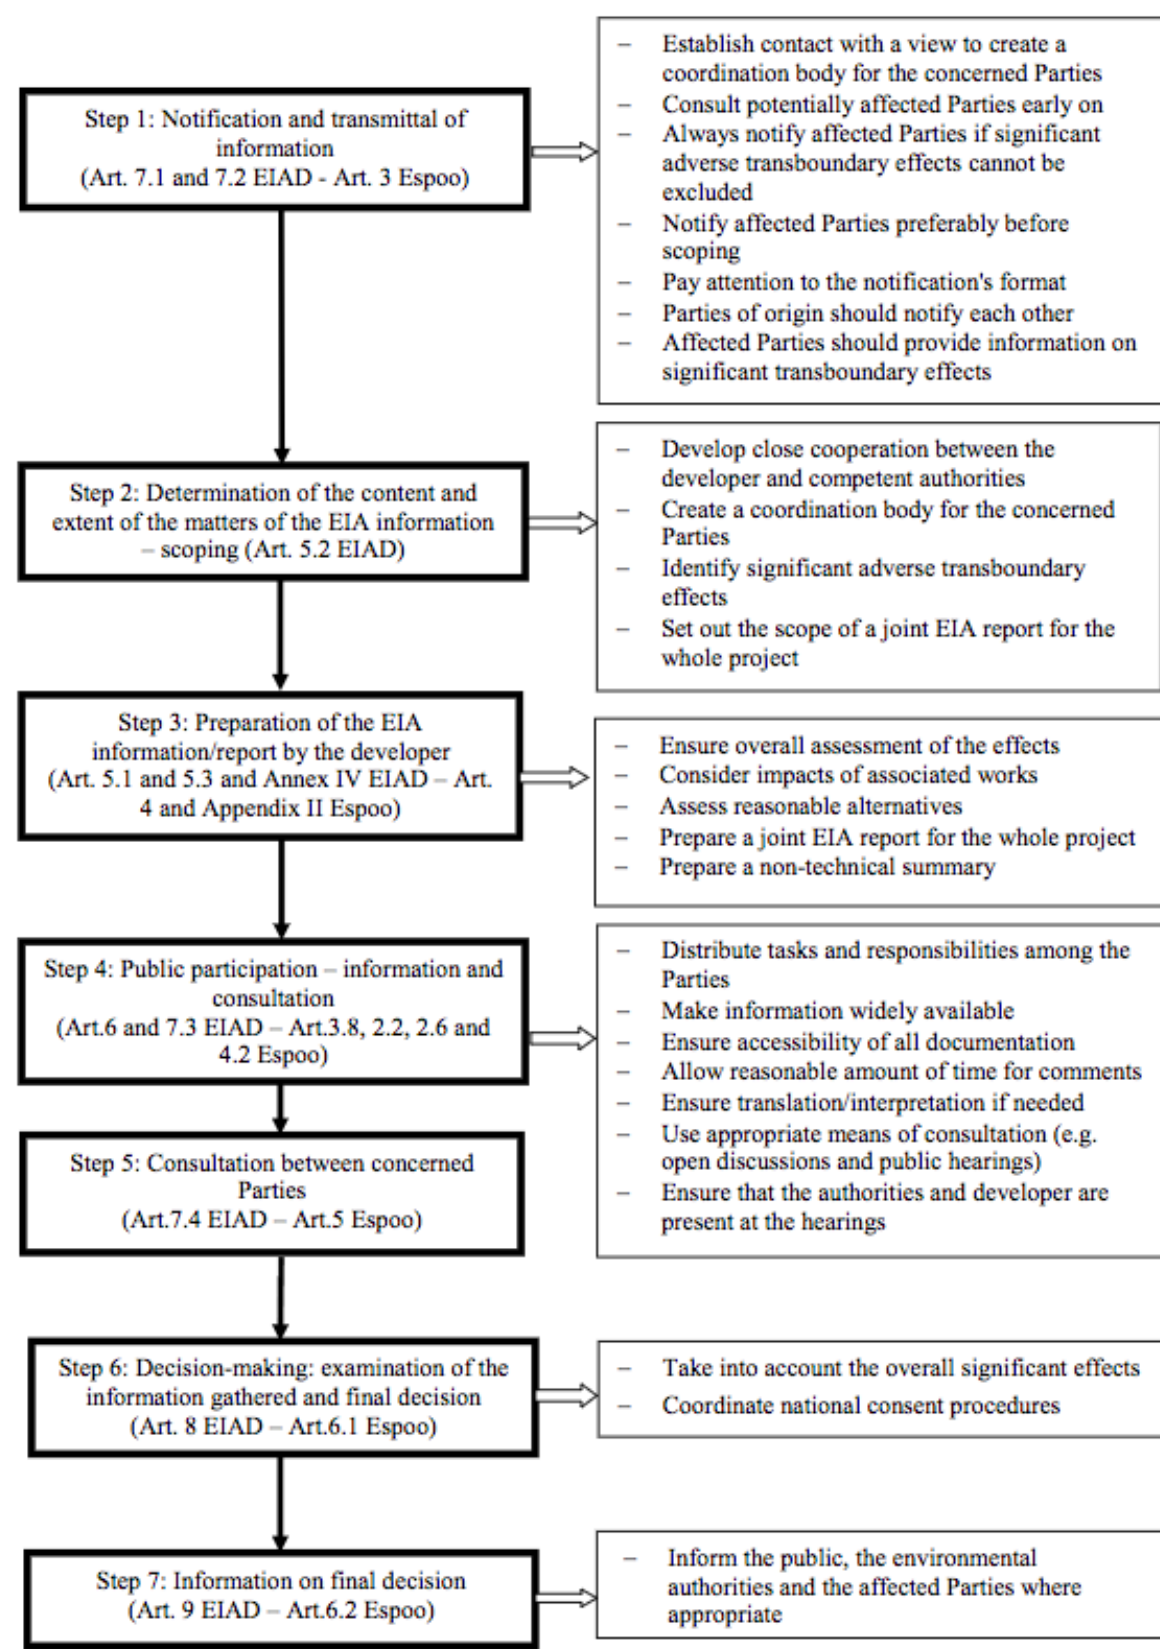 Step 1: Notification and transmittal of
information
(Art. 7.1 and 7.2 EIAD - Art. 3 Espoo)
– Establish contact with a view to create a
coordination body for the concerned Parties
– Consult potentially affected Parties early on
– Always notify affected Parties if significant
adverse transboundary effects cannot be
excluded
– Notify affected Parties preferably before
scoping
– Pay attention to the notification's format
– Parties of origin should notify each other
– Affected Parties should provide information on
significant transboundary effects
Step 2: Determination of the content and
extent of the matters of the EIA information
– scoping (Art. 5.2 EIAD)
– Develop close cooperation between the
developer and competent authorities
– Create a coordination body for the concerned
Parties
– Identify significant adverse transboundary
effects
– Set out the scope of a joint EIA report for the
whole project
Step 3: Preparation of the EIA
information/report by the developer
(Art. 5.1 and 5.3 and Annex IV EIAD – Art.
4 and Appendix II Espoo)
– Ensure overall assessment of the effects
– Consider impacts of associated works
– Assess reasonable alternatives
– Prepare a joint EIA report for the whole project
– Prepare a non-technical summary
Step 4: Public participation – information and
consultation
(Art.6 and 7.3 EIAD – Art.3.8, 2.2, 2.6 and
4.2 Espoo)
– Distribute tasks and responsibilities among the
Parties
– Make information widely available
– Ensure accessibility of all documentation
– Allow reasonable amount of time for comments
– Ensure translation/interpretation if needed
– Use appropriate means of consultation (e.g.
open discussions and public hearings)
– Ensure that the authorities and developer are
present at the hearings
Step 5: Consultation between concerned
Parties
(Art.7.4 EIAD – Art.5 Espoo)
Step 6: Decision-making: examination of the
information gathered and final decision
(Art. 8 EIAD – Art.6.1 Espoo)
– Take into account the overall significant effects
– Coordinate national consent procedures
Step 7: Information on final decision
(Art. 9 EIAD – Art.6.2 Espoo)
– Inform the public, the environmental
authorities and the affected Parties where
appropriate